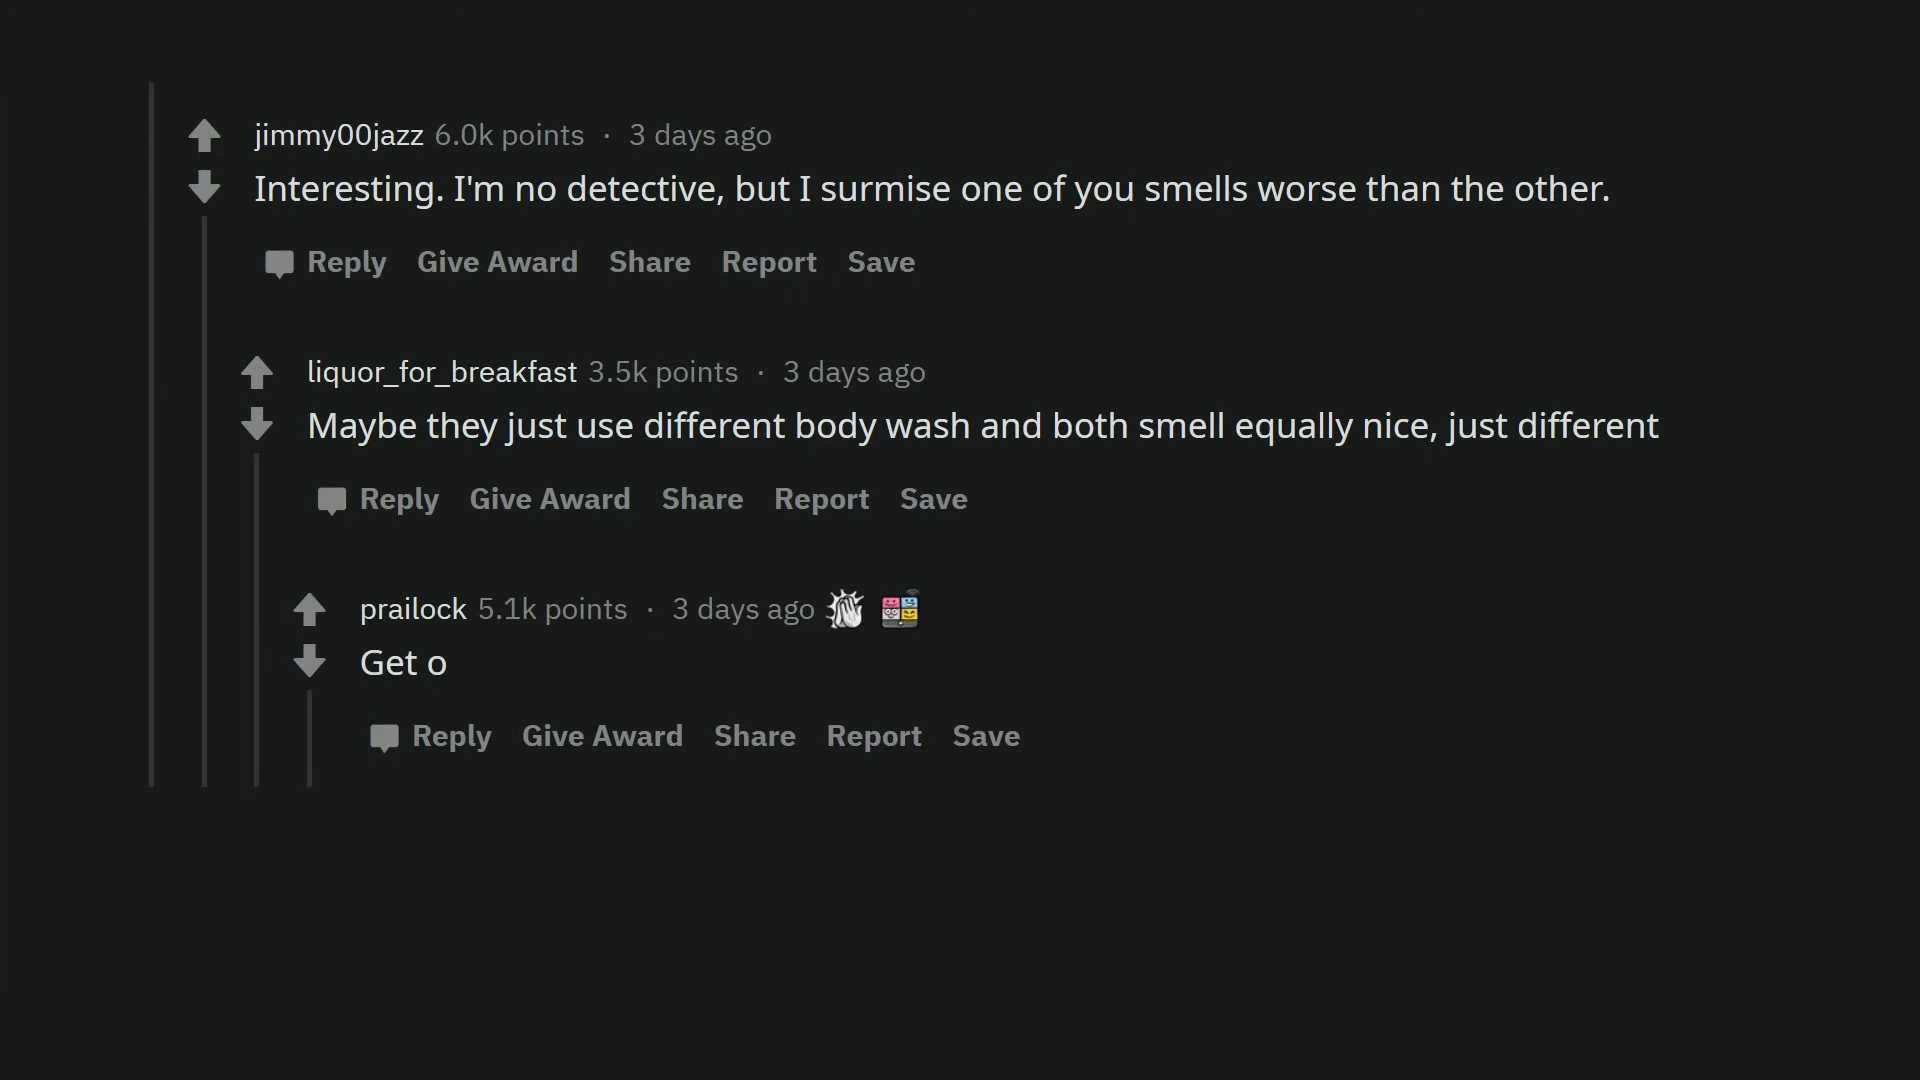 jimmy00jazz 6.0k points · 3 days ago
Interesting. I'm no detective, but I surmise one of you smells worse than the other.
Reply Give Award Share Report Save
liquor_for_breakfast 3.5k points · 3 days ago
Maybe they just use different body wash and both smell equally nice, just different
Reply Give Award Share Report Save
prailock 5.1k points · 3 days ago
Get o
Reply Give Award Share Report Save